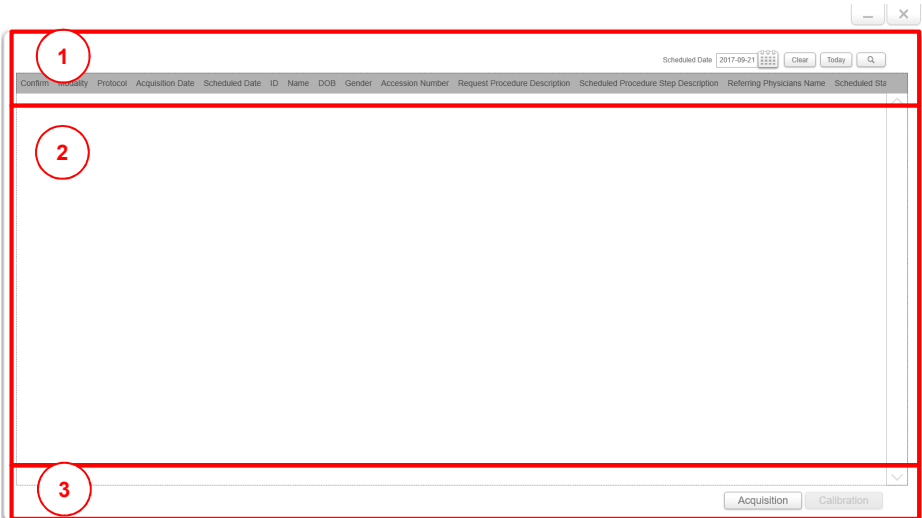 1
Scheduled Date 2017-09-21 Clear Today
Confirm Modality Protocol Acquisition Date Scheduled Date ID Name DOB Gender Accession Number Request Procedure Description Scheduled Procedure Step Description Referring Physicians Name Scheduled Sta
2
3
Acquisition Calibration